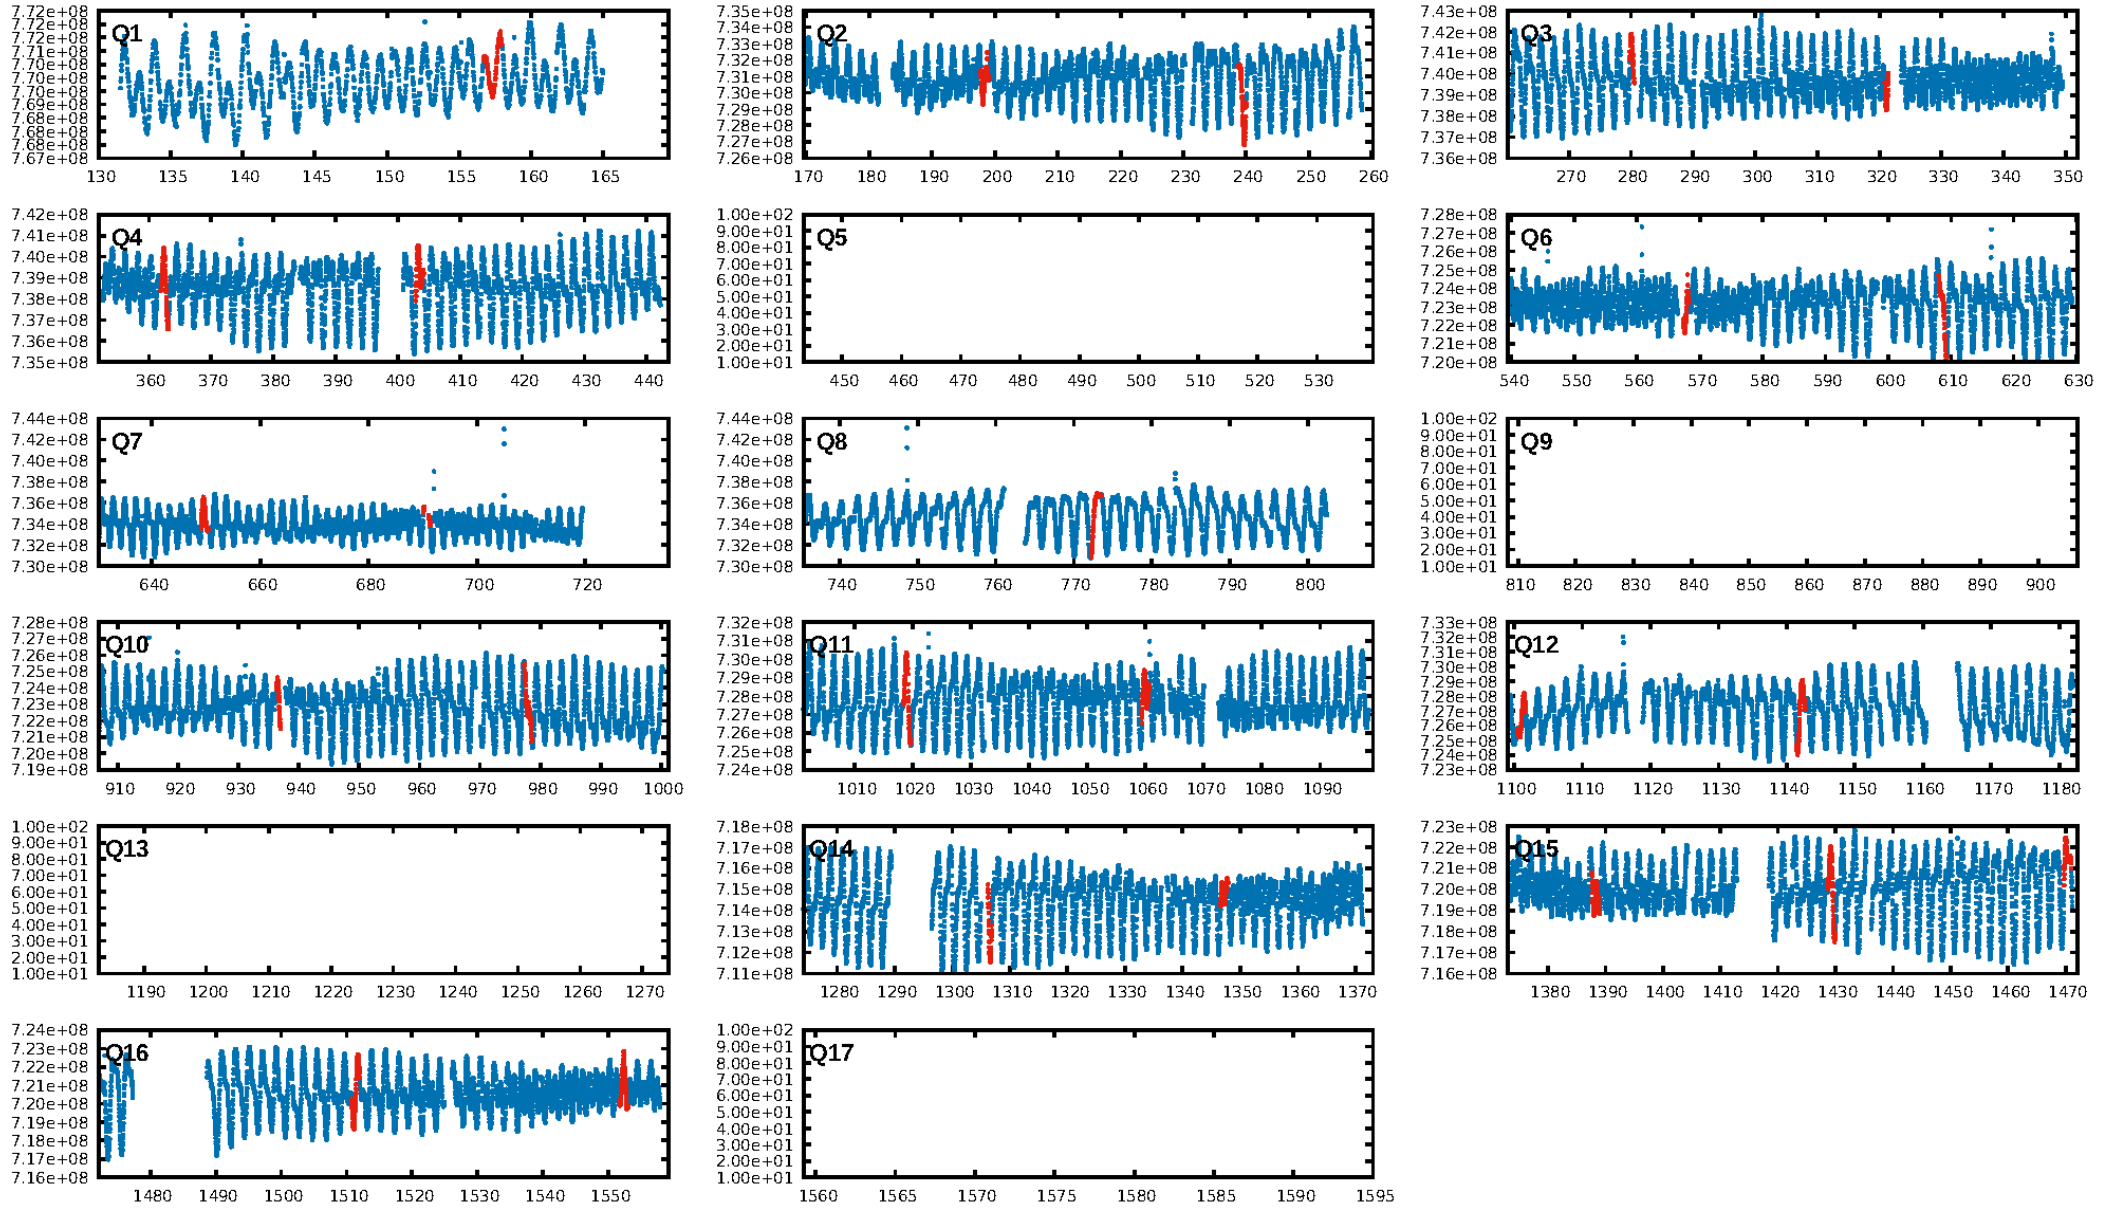 Q1
7.72e+08
7.72e+08
7.71e+08
7.71e+08
7.70e+08
7.70e+08
7.69e+08
7.69e+08
7.68e+08
7.68e+08
7.68e+08
7.67e+08
130 135 140 145 150 155 160 165
Q2
7.35e+08
7.34e+08
7.33e+08
7.32e+08
7.31e+08
7.30e+08
7.29e+08
7.28e+08
7.27e+08
7.26e+08
170 180 190 200 210 220 230 240 250 260
Q3
7.43e+08
7.42e+08
7.41e+08
7.40e+08
7.39e+08
7.38e+08
7.37e+08
7.36e+08
270 280 290 300 310 320 330 340 350
Q4
7.42e+08
7.41e+08
7.40e+08
7.39e+08
7.38e+08
7.37e+08
7.36e+08
7.35e+08
360 370 380 390 400 410 420 430 440
Q5
1.00e+02
9.00e+01
8.00e+01
7.00e+01
6.00e+01
5.00e+01
4.00e+01
3.00e+01
2.00e+01
1.00e+01
450 460 470 480 490 500 510 520 530
Q6
7.28e+08
7.27e+08
7.26e+08
7.25e+08
7.24e+08
7.23e+08
7.22e+08
7.21e+08
7.20e+08
540 550 560 570 580 590 600 610 620 630
Q7
7.44e+08
7.42e+08
7.40e+08
7.38e+08
7.36e+08
7.34e+08
7.32e+08
7.30e+08
640 660 680 700 720
Q8
7.44e+08
7.42e+08
7.40e+08
7.38e+08
7.36e+08
7.34e+08
7.32e+08
7.30e+08
740 750 760 770 780 790 800
Q9
1.00e+02
9.00e+01
8.00e+01
7.00e+01
6.00e+01
5.00e+01
4.00e+01
3.00e+01
2.00e+01
1.00e+01
810 820 830 840 850 860 870 880 890 900
Q10
7.28e+08
7.27e+08
7.26e+08
7.25e+08
7.24e+08
7.23e+08
7.22e+08
7.21e+08
7.20e+08
7.19e+08
910 920 930 940 950 960 970 980 990 1000
Q11
7.32e+08
7.31e+08
7.30e+08
7.29e+08
7.28e+08
7.27e+08
7.26e+08
7.25e+08
7.24e+08
1010 1020 1030 1040 1050 1060 1070 1080 1090
Q12
7.33e+08
7.32e+08
7.31e+08
7.30e+08
7.29e+08
7.28e+08
7.27e+08
7.26e+08
7.25e+08
7.24e+08
7.23e+08
1100 1110 1120 1130 1140 1150 1160 1170 1180
Q13
1.00e+02
9.00e+01
8.00e+01
7.00e+01
6.00e+01
5.00e+01
4.00e+01
3.00e+01
2.00e+01
1.00e+01
1190 1200 1210 1220 1230 1240 1250 1260 1270
Q14
7.18e+08
7.17e+08
7.16e+08
7.15e+08
7.14e+08
7.13e+08
7.12e+08
7.11e+08
1280 1290 1300 1310 1320 1330 1340 1350 1360 1370
Q15
7.23e+08
7.22e+08
7.21e+08
7.20e+08
7.19e+08
7.18e+08
7.17e+08
7.16e+08
1380 1390 1400 1410 1420 1430 1440 1450 1460 1470
Q16
7.24e+08
7.23e+08
7.22e+08
7.21e+08
7.20e+08
7.19e+08
7.18e+08
7.17e+08
7.16e+08
1480 1490 1500 1510 1520 1530 1540 1550
Q17
1.00e+02
9.00e+01
8.00e+01
7.00e+01
6.00e+01
5.00e+01
4.00e+01
3.00e+01
2.00e+01
1.00e+01
1560 1565 1570 1575 1580 1585 1590 1595